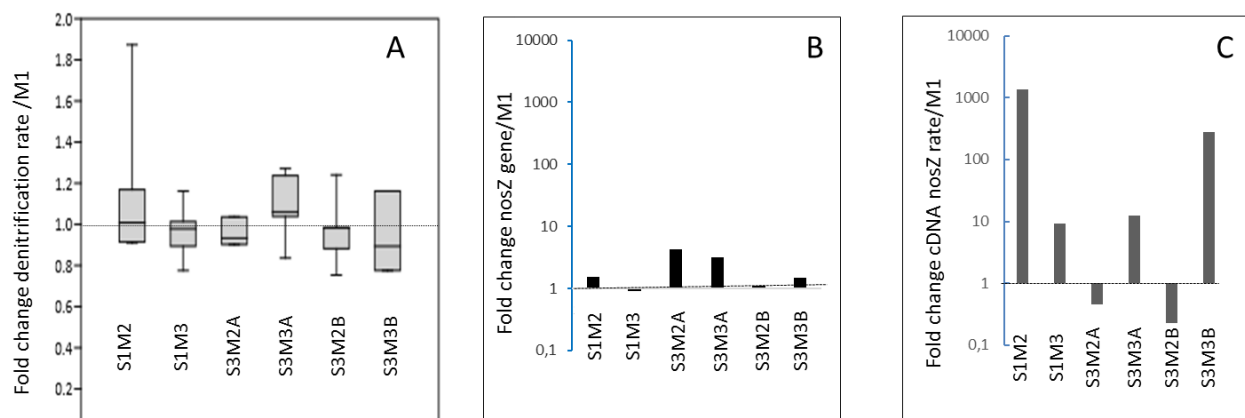 A
Fold change denitrification rate /M1
2.0
1.8
1.6
1.4
1.2
1.0
0.8
0.6
0.4
0.2
S1M2
S1M3
S3M2A
S3M3A
S3M2B
S3M3B
B
Fold change nosZ gene/M1
10000
1000
100
10
1
0,1
S1M2
S1M3
S3M2A
S3M3A
S3M2B
S3M3B
C
Fold change cDNA nosZ rate/M1
10000
1000
100
10
1
0,1
S1M2
S1M3
S3M2A
S3M3A
S3M2B
S3M3B